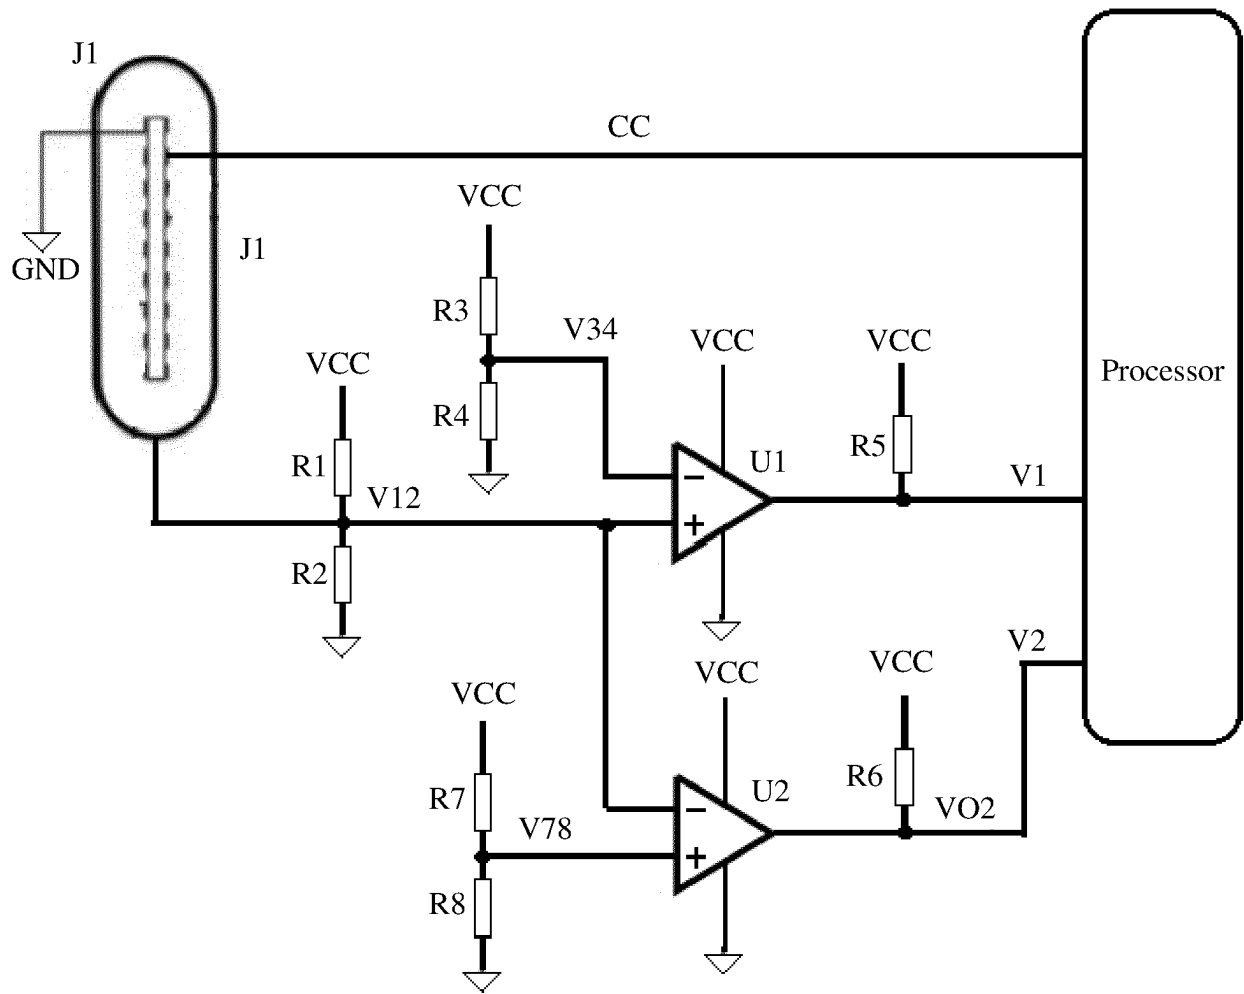 J1
CC
VCC
J1
GND
R3
V34
VCC
VCC
VCC
Processor
R4
R5
U1
R1
V12
V1
−
+
R2
V2
VCC
VCC
VCC
R7
U2
R6
VO2
−
V78
+
R8